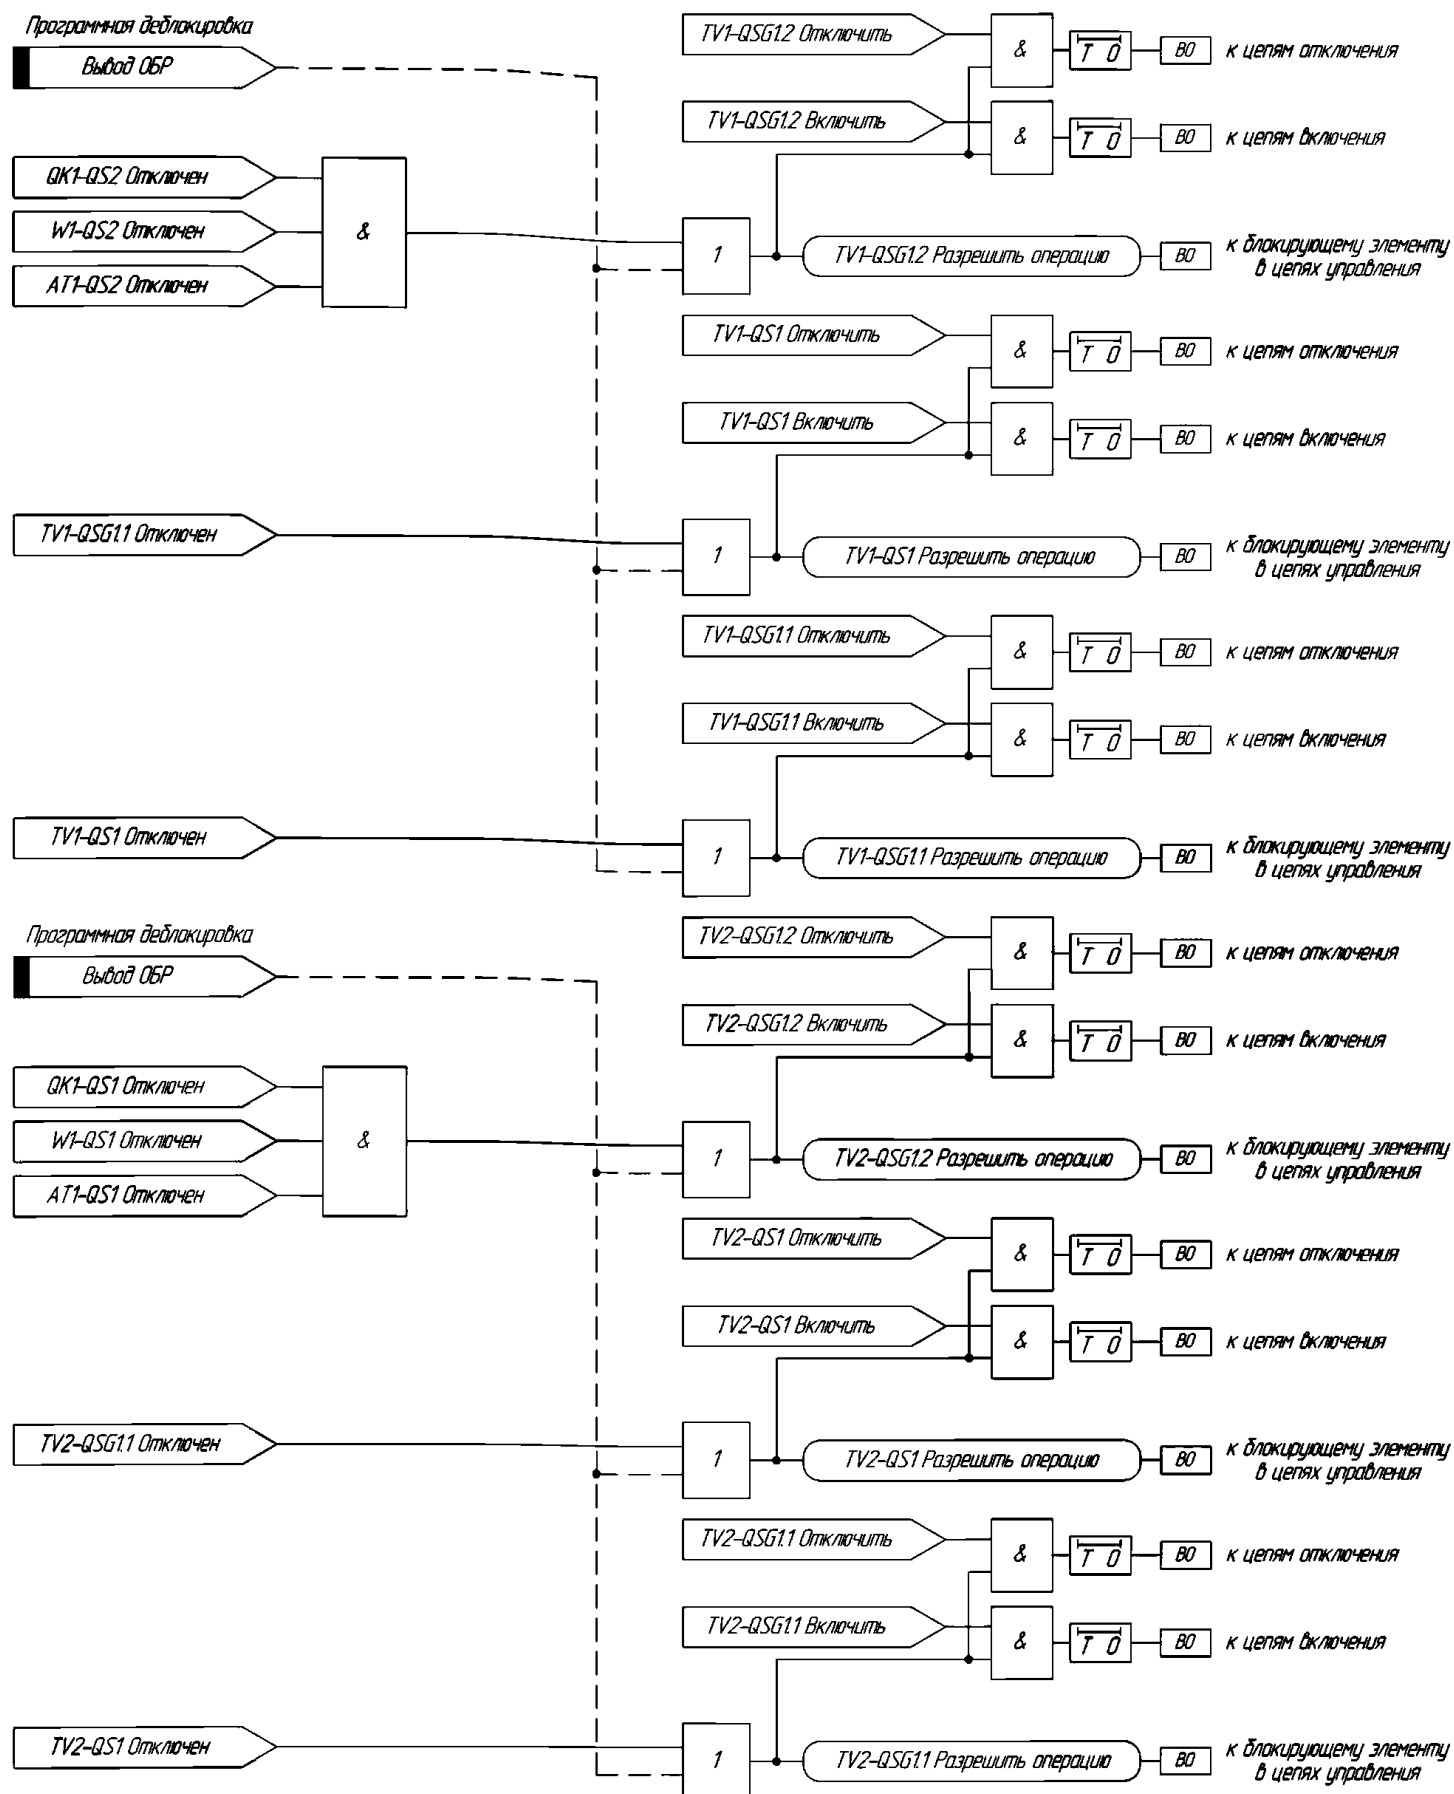 Программная деблокировка
Вывод ОБР
TV1-QSG1.2 Отключить
&
T 0
ВО
к цепям отключения
TV1-QSG1.2 Включить
&
T 0
ВО
к цепям включения
QK1-QS2 Отключен
W1-QS2 Отключен
AT1-QS2 Отключен
&
1
TV1-QSG1.2 Разрешить операцию
ВО
к блокирующему элементу
в цепях управления
TV1-QS1 Отключить
&
T 0
ВО
к цепям отключения
TV1-QS1 Включить
&
T 0
ВО
к цепям включения
TV1-QSG1.1 Отключен
1
TV1-QS1 Разрешить операцию
ВО
к блокирующему элементу
в цепях управления
TV1-QSG1.1 Отключить
&
T 0
ВО
к цепям отключения
TV1-QSG1.1 Включить
&
T 0
ВО
к цепям включения
TV1-QS1 Отключен
1
TV1-QSG1.1 Разрешить операцию
ВО
к блокирующему элементу
в цепях управления
Программная деблокировка
Вывод ОБР
TV2-QSG1.2 Отключить
&
T 0
ВО
к цепям отключения
TV2-QSG1.2 Включить
&
T 0
ВО
к цепям включения
QK1-QS1 Отключен
W1-QS1 Отключен
AT1-QS1 Отключен
&
1
TV2-QSG1.2 Разрешить операцию
ВО
к блокирующему элементу
в цепях управления
TV2-QS1 Отключить
&
T 0
ВО
к цепям отключения
TV2-QS1 Включить
&
T 0
ВО
к цепям включения
TV2-QSG1.1 Отключен
1
TV2-QS1 Разрешить операцию
ВО
к блокирующему элементу
в цепях управления
TV2-QSG1.1 Отключить
&
T 0
ВО
к цепям отключения
TV2-QSG1.1 Включить
&
T 0
ВО
к цепям включения
TV2-QS1 Отключен
1
TV2-QSG1.1 Разрешить операцию
ВО
к блокирующему элементу
в цепях управления